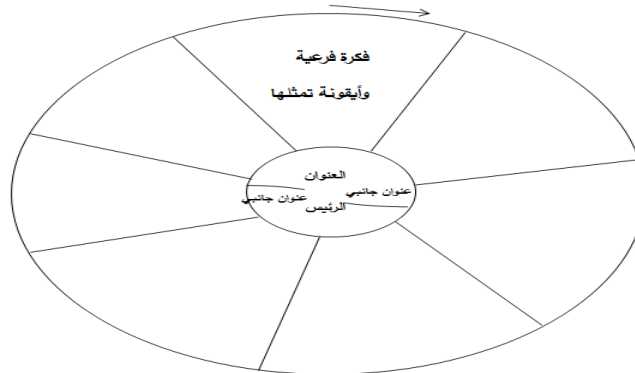 فكرة فرعية
وأيقونة تمثلها
العنوان
عنوان جانبي
عنوان جانبي
الرئيس